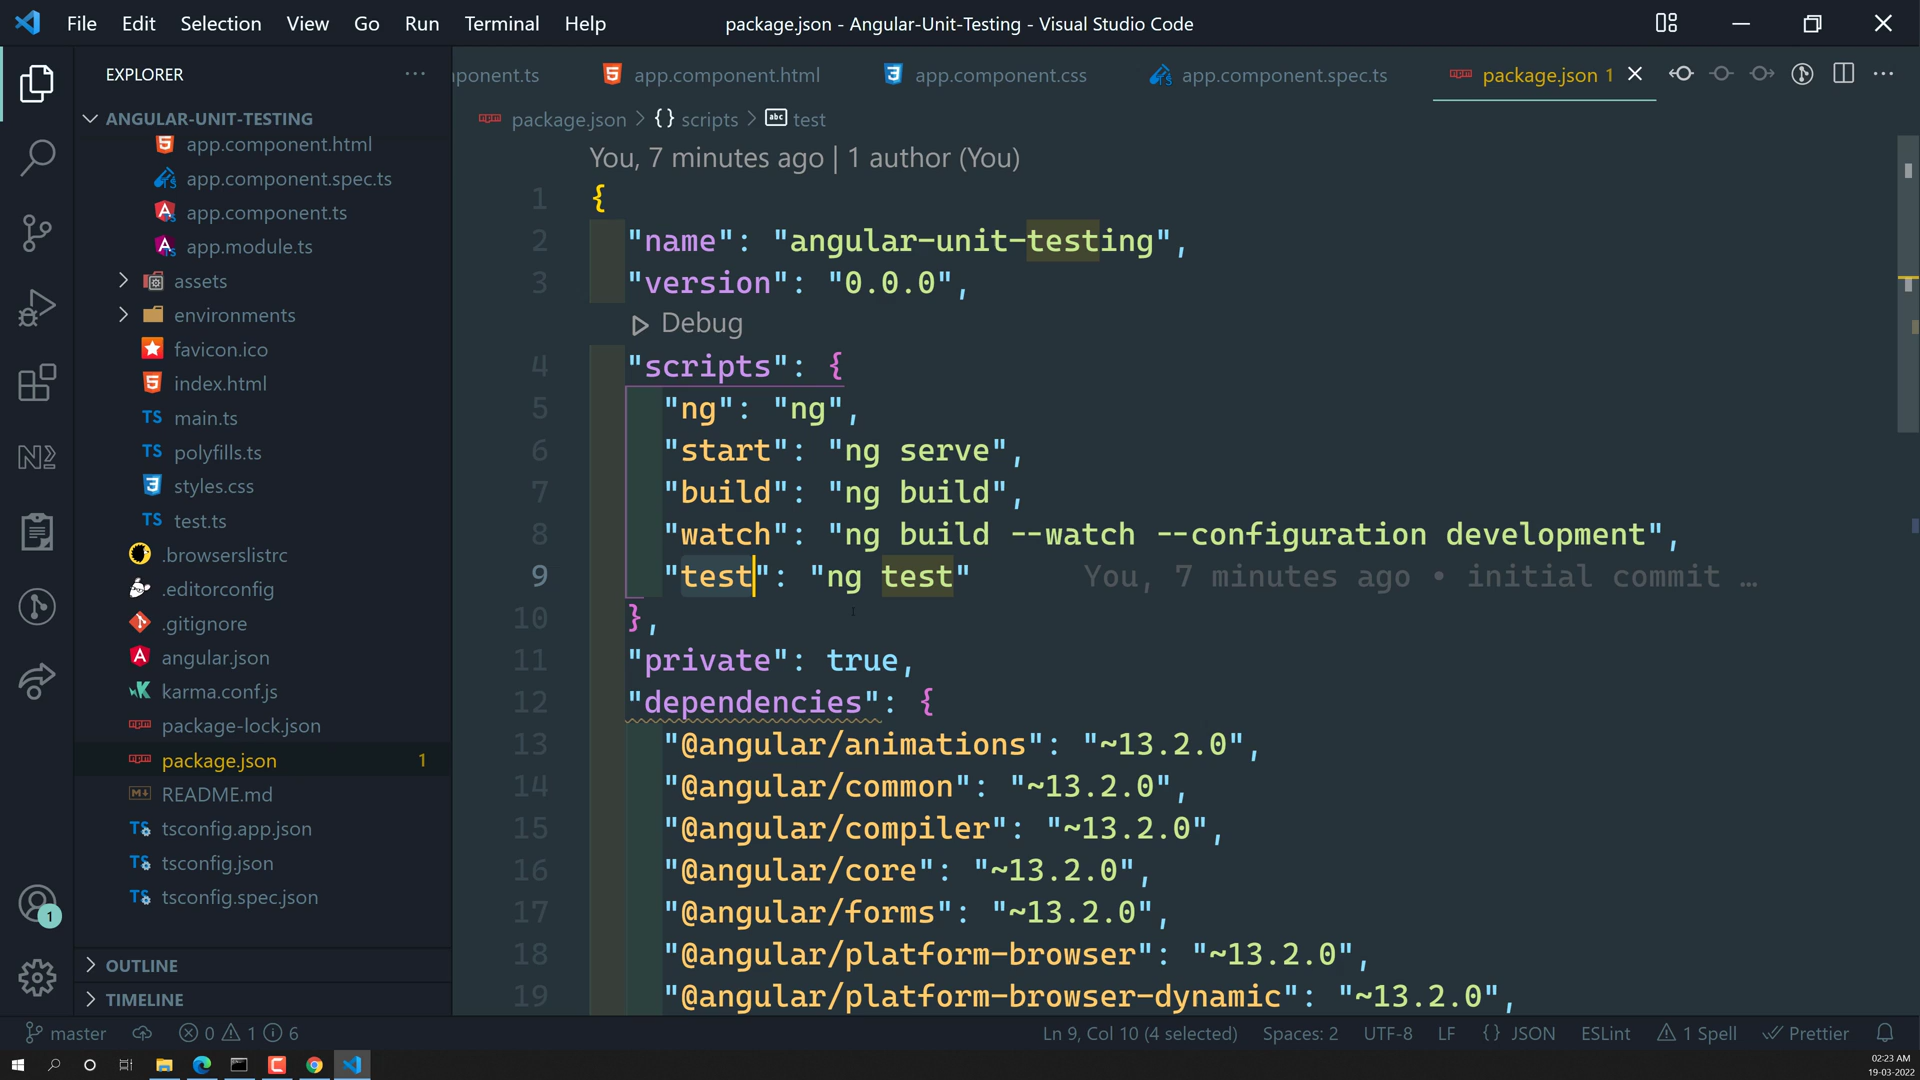 File Edit Selection View Go Run Terminal Help package.json - Angular-Unit-Testing - Visual Studio Code
EXPLORER
ponent.ts app.component.html app.component.css app.component.spec.ts package.json 1
ANGULAR-UNIT-TESTING
app.component.html
app.component.spec.ts
app.component.ts
app.module.ts
assets
environments
favicon.ico
index.html
TS main.ts
TS polyfills.ts
styles.css
TS test.ts
.browserslistrc
.editorconfig
.gitignore
angular.json
karma.conf.js
package-lock.json
package.json 1
README.md
TS tsconfig.app.json
TS tsconfig.json
TS tsconfig.spec.json
OUTLINE
TIMELINE
1
package.json > {} scripts > abc test
You, 7 minutes ago | 1 author (You)
1 {
2 "name": "angular-unit-testing",
3 "version": "0.0.0",
Debug
4 "scripts": {
5 "ng": "ng",
6 "start": "ng serve",
7 "build": "ng build",
8 "watch": "ng build --watch --configuration development",
9 "test": "ng test" You, 7 minutes ago • initial commit …
10 },
11 "private": true,
12 "dependencies": {
13 "@angular/animations": "~13.2.0",
14 "@angular/common": "~13.2.0",
15 "@angular/compiler": "~13.2.0",
16 "@angular/core": "~13.2.0",
17 "@angular/forms": "~13.2.0",
18 "@angular/platform-browser": "~13.2.0",
19 "@angular/platform-browser-dynamic": "~13.2.0",
master 0 1 6 Ln 9, Col 10 (4 selected) Spaces: 2 UTF-8 LF {} JSON ESLint 1 Spell Prettier
02:23 AM
19-03-2022